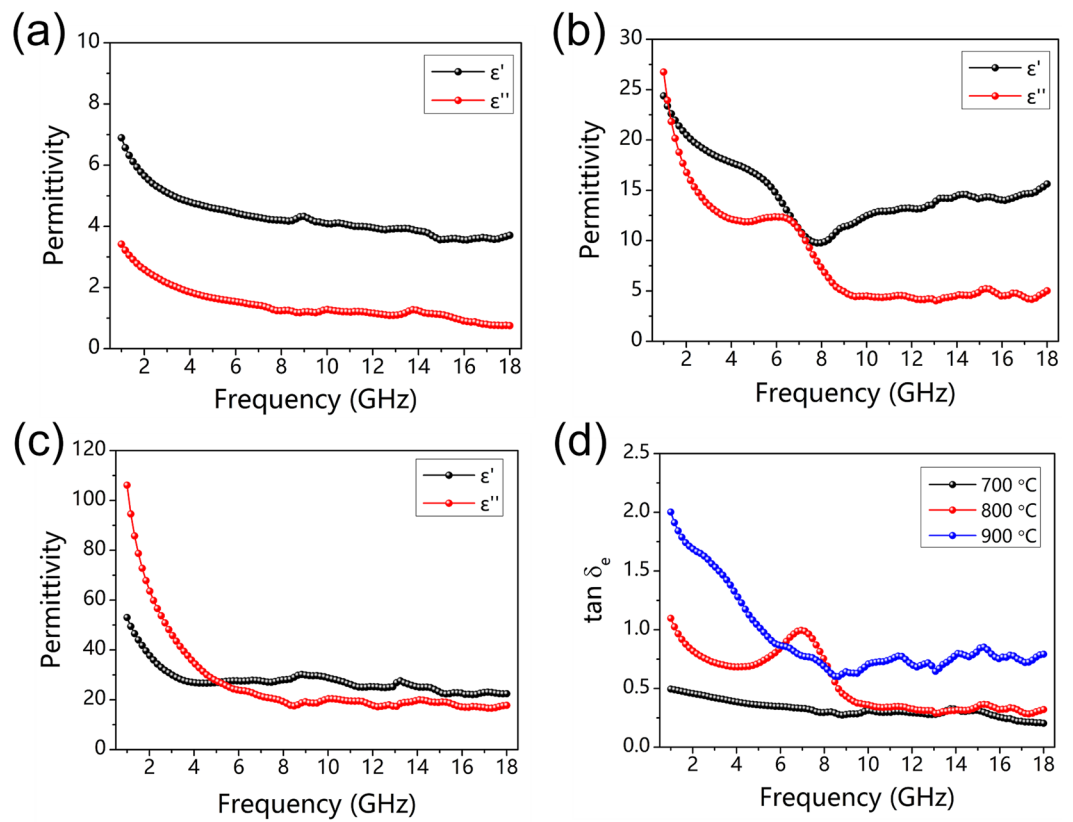 (a)
10
8
6
4
2
0
Permittivity
ε'
ε''
2 4 6 8 10 12 14 16 18
Frequency (GHz)
(b)
30
25
20
15
10
5
0
Permittivity
ε'
ε''
2 4 6 8 10 12 14 16 18
Frequency (GHz)
(c)
120
100
80
60
40
20
0
Permittivity
ε'
ε''
2 4 6 8 10 12 14 16 18
Frequency (GHz)
(d)
2.5
2.0
1.5
1.0
0.5
0.0
tan δe
700 °C
800 °C
900 °C
2 4 6 8 10 12 14 16 18
Frequency (GHz)